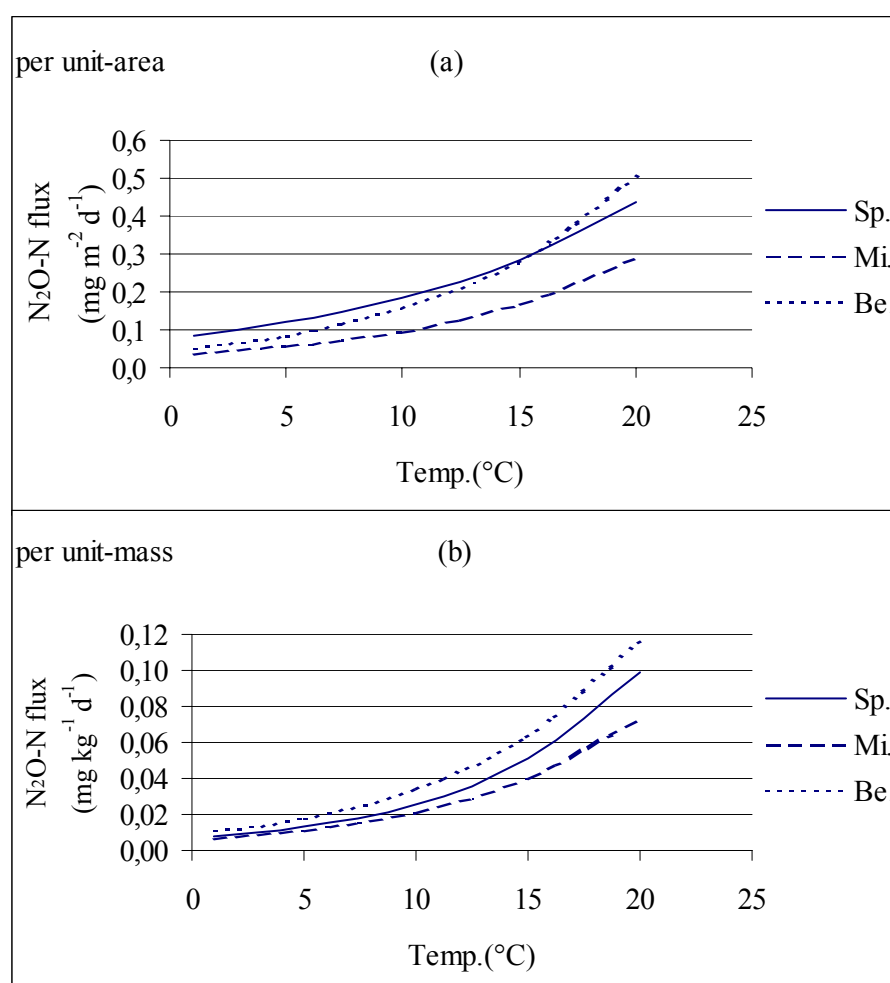 per unit-area
(a)
N₂O-N flux
(mg m⁻² d⁻¹)
0,6
0,5
0,4
0,3
0,2
0,1
0,0
0 5 10 15 20 25
Temp.(°C)
Sp.
Mi.
Be
per unit-mass
(b)
N₂O-N flux
(mg kg⁻¹ d⁻¹)
0,12
0,10
0,08
0,06
0,04
0,02
0,00
0 5 10 15 20 25
Temp.(°C)
Sp.
Mi.
Be